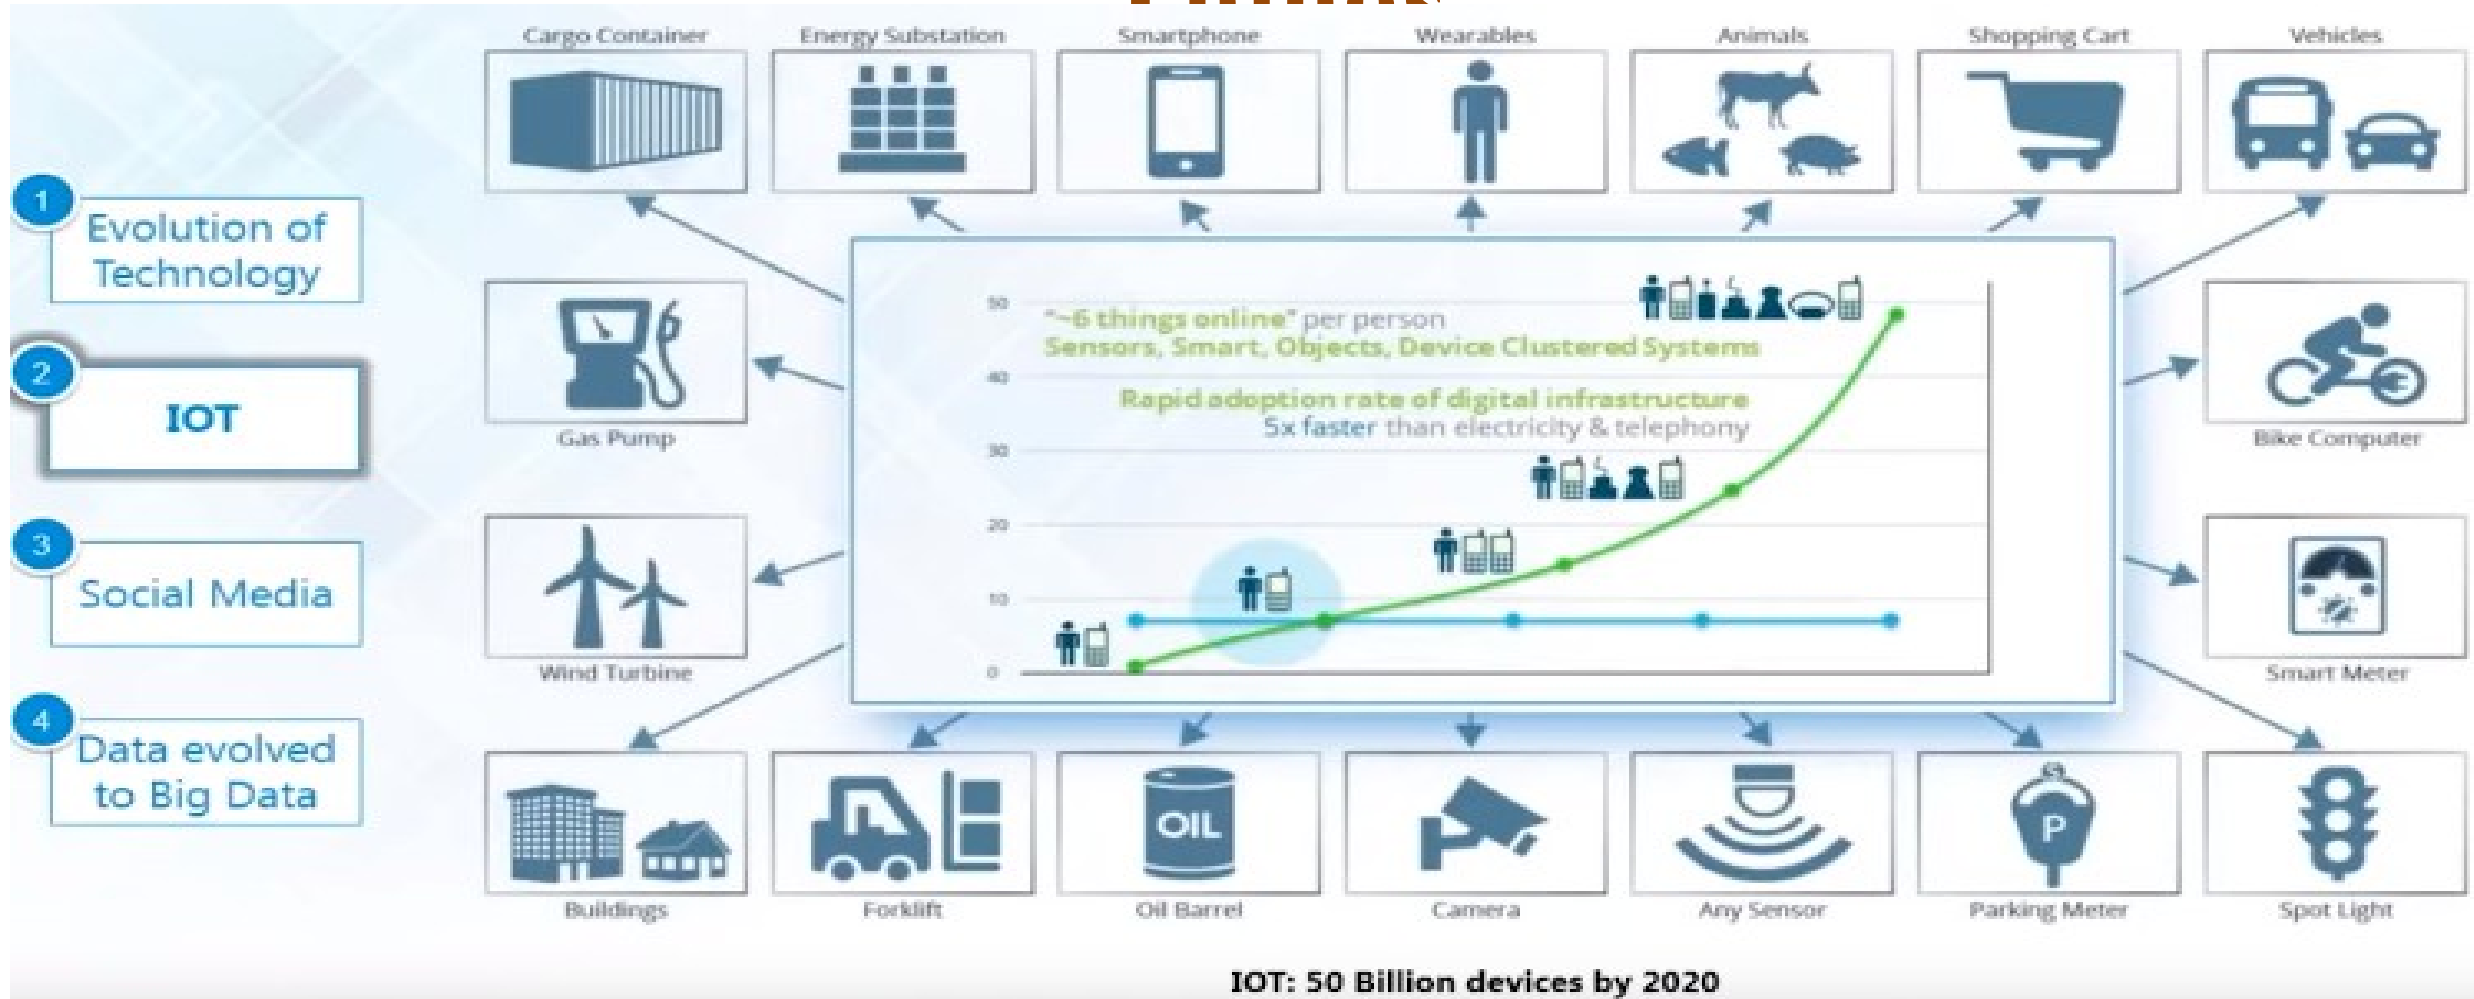 Cargo Container
Energy Substation
Smartphone
Wearables
Animals
Shopping Cart
Vehicles
1
Evolution of
Technology
2
IOT
3
Social Media
4
Data evolved
to Big Data
Gas Pump
Wind Turbine
50
40
30
20
10
0
"~6 things online" per person
Sensors, Smart, Objects, Device Clustered Systems
Rapid adoption rate of digital infrastructure
5x faster than electricity & telephony
Bike Computer
Smart Meter
OIL
P
Buildings
Forklift
Oil Barrel
Camera
Any Sensor
Parking Meter
Spot Light
IOT: 50 Billion devices by 2020